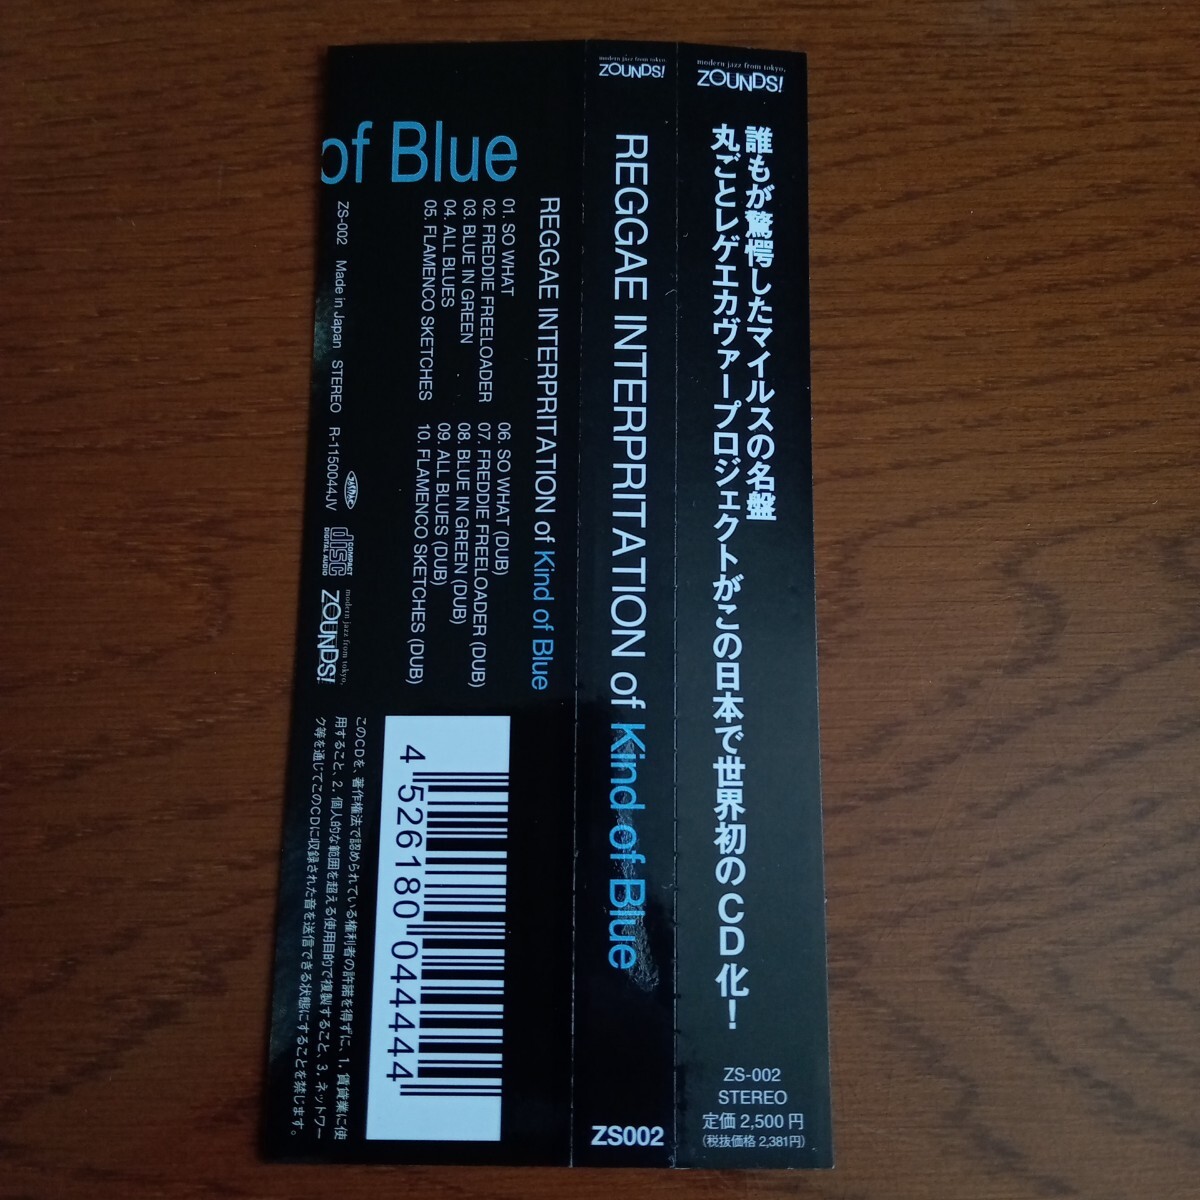 modern jazz from tokyo,
ZOUNDS!
誰もが驚愕したマイルスの名盤
丸ごとレゲエカヴァープロジェクトがこの日本で世界初のCD化！
ZS-002
STEREO
定価 2,500 円
（税抜価格 2,381円）
modern jazz from tokyo,
ZOUNDS!
REGGAE INTERPRITATION of Kind of Blue
ZS002
of Blue
REGGAE INTERPRITATION of Kind of Blue
01. SO WHAT
02. FREDDIE FREELOADER
03. BLUE IN GREEN
04. ALL BLUES
05. FLAMENCO SKETCHES
06. SO WHAT (DUB)
07. FREDDIE FREELOADER (DUB)
08. BLUE IN GREEN (DUB)
09. ALL BLUES (DUB)
10. FLAMENCO SKETCHES (DUB)
ZS-002 Made in Japan STEREO R-1150044JV
JASRAC
COMPACT
disc
DIGITAL AUDIO
modern jazz from tokyo,
ZOUNDS!
4 526180 044444
このCDを、著作権法で認められている権利者の許諾を得ずに、1. 賃貸業に使
用すること、2. 個人的な範囲を超える使用目的で複製すること、3. ネットワー
ク等を通じてこのCDに収録された音を送信できる状態にすることを禁じます。